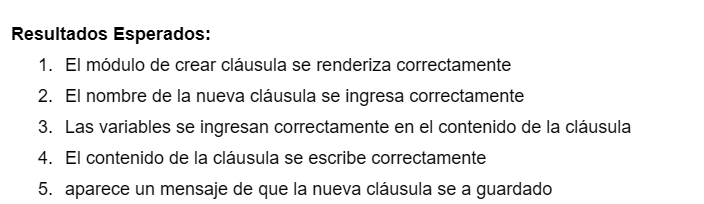 Resultados Esperados:
1. El módulo de crear cláusula se renderiza correctamente
2. El nombre de la nueva cláusula se ingresa correctamente
3. Las variables se ingresan correctamente en el contenido de la cláusula
4. El contenido de la cláusula se escribe correctamente
5. aparece un mensaje de que la nueva cláusula se a guardado